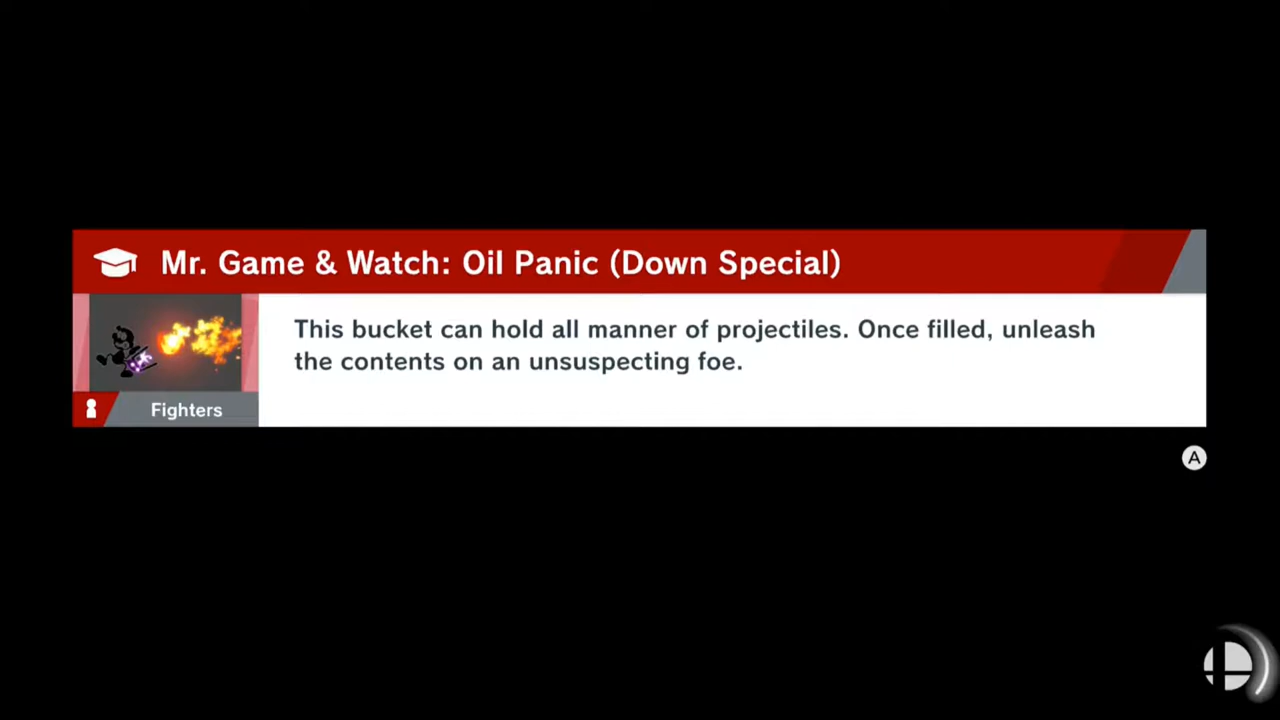 Mr. Game & Watch: Oil Panic (Down Special)
This bucket can hold all manner of projectiles. Once filled, unleash
the contents on an unsuspecting foe.
Fighters
A